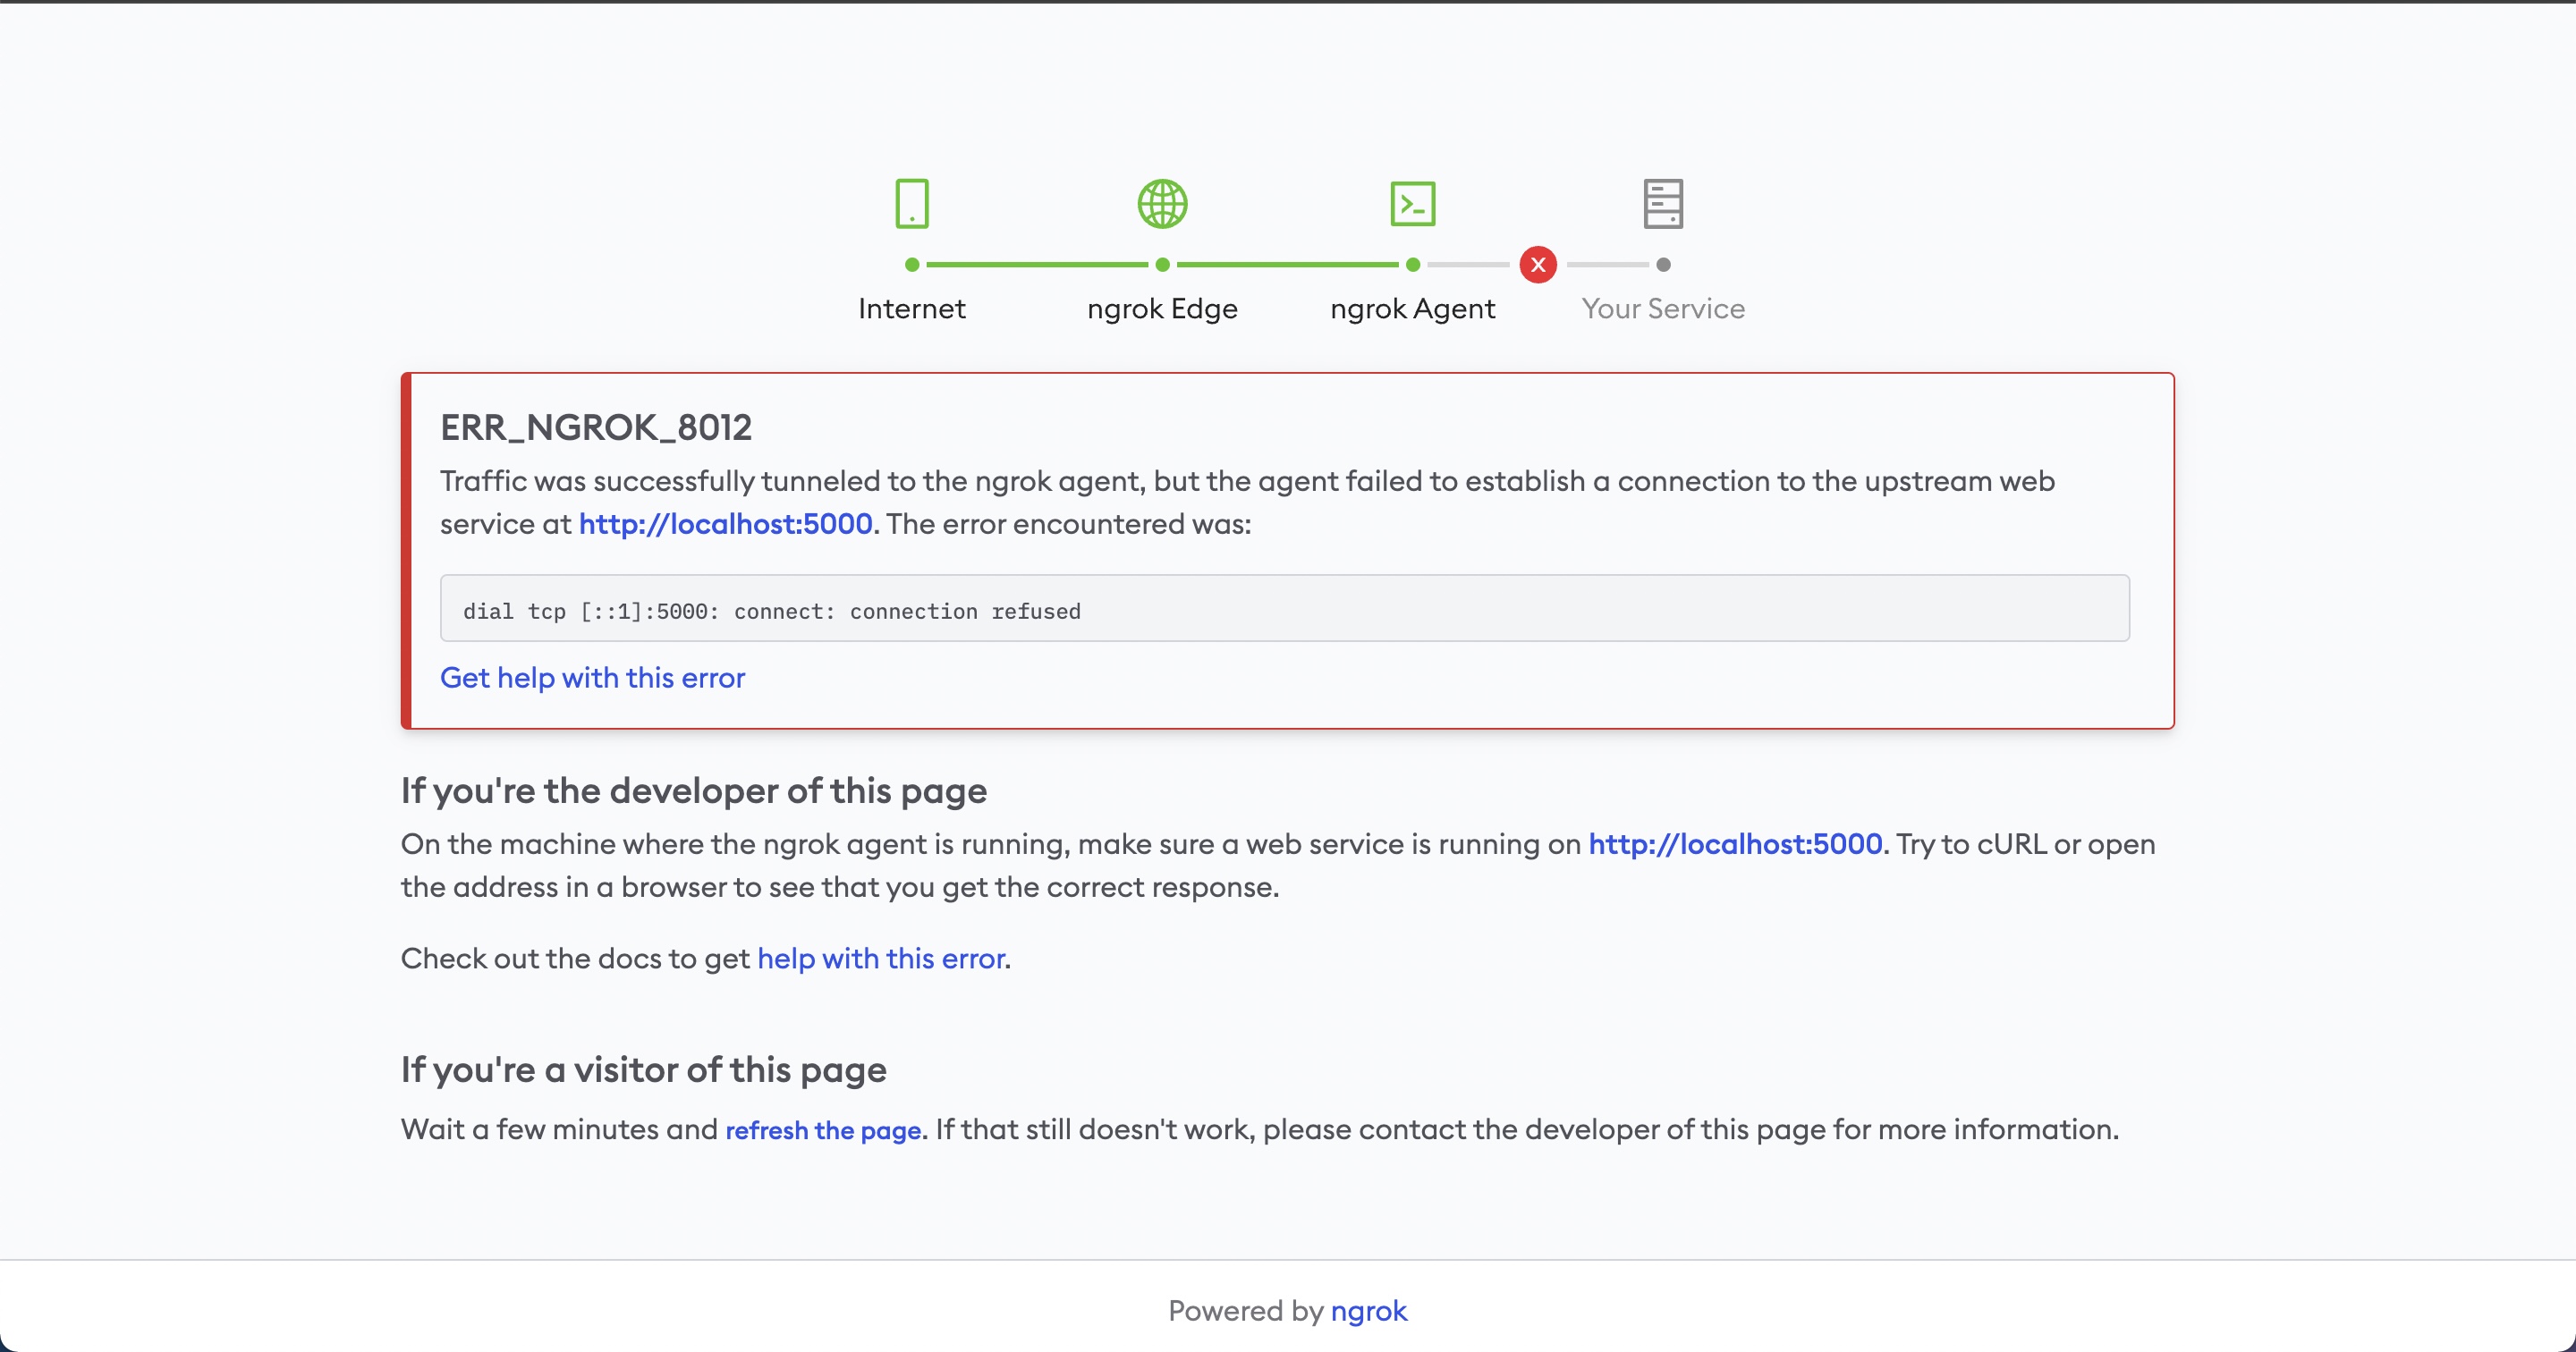 Internet
ngrok Edge
ngrok Agent
X
Your Service
ERR_NGROK_8012
Traffic was successfully tunneled to the ngrok agent, but the agent failed to establish a connection to the upstream web
service at http://localhost:5000. The error encountered was:
dial tcp [::1]:5000: connect: connection refused
Get help with this error
If you're the developer of this page
On the machine where the ngrok agent is running, make sure a web service is running on http://localhost:5000. Try to cURL or open
the address in a browser to see that you get the correct response.
Check out the docs to get help with this error.
If you're a visitor of this page
Wait a few minutes and refresh the page. If that still doesn't work, please contact the developer of this page for more information.
Powered by ngrok